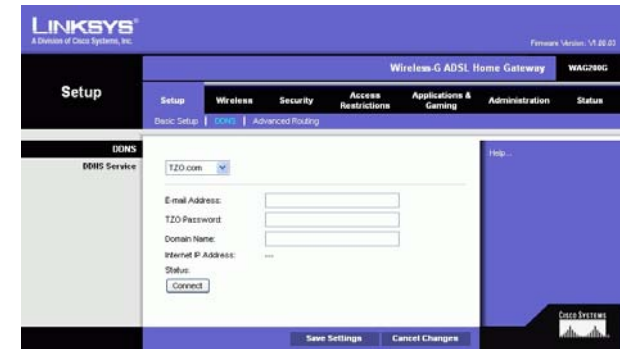 LINKSYS®
A Division of Cisco Systems, Inc.
Firmware Version: V1.00.03
Wireless-G ADSL Home Gateway WAG200G
Setup
Setup Wireless Security Access Restrictions Applications & Gaming Administration Status
Basic Setup | DDNS | Advanced Routing
DDNS
DDNS Service
TZO.com
Help...
E-mail Address:
TZO Password:
Domain Name:
Internet IP Address: ---
Status:
Connect
Save Settings Cancel Changes
CISCO SYSTEMS